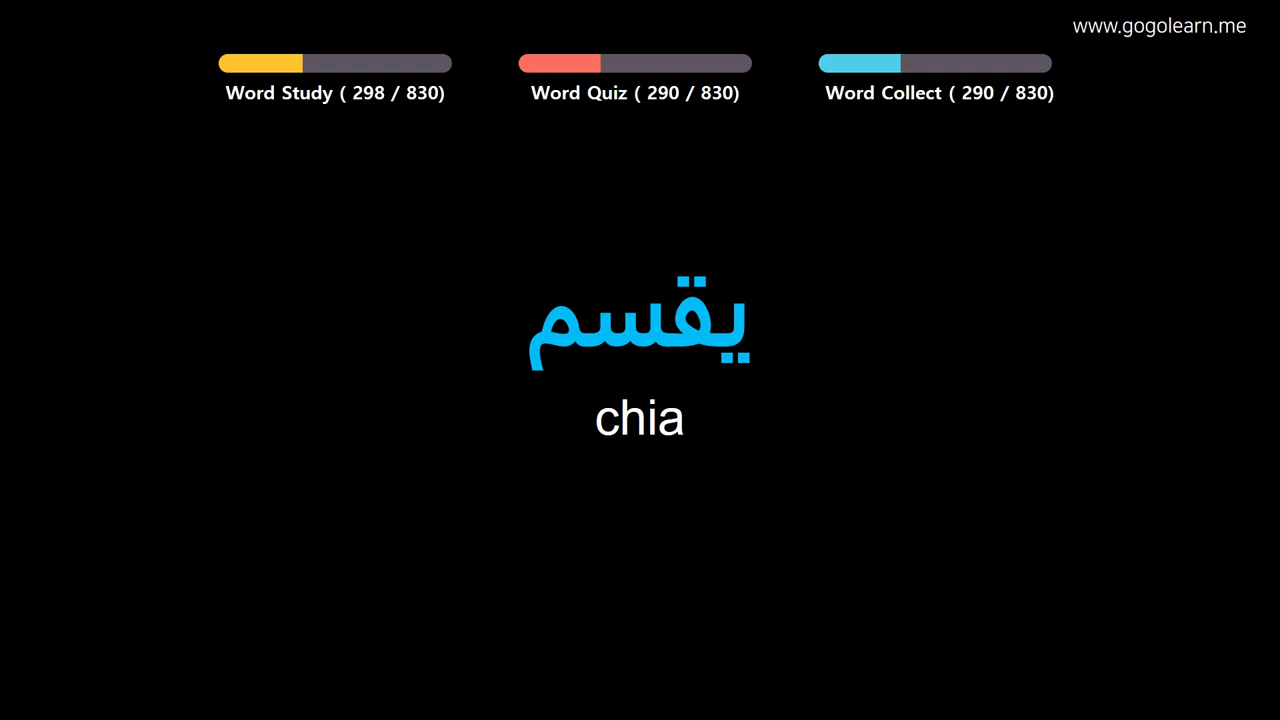 www.gogolearn.me
Word Study ( 298 / 830)
Word Quiz ( 290 / 830)
Word Collect ( 290 / 830)
يقسم
chia